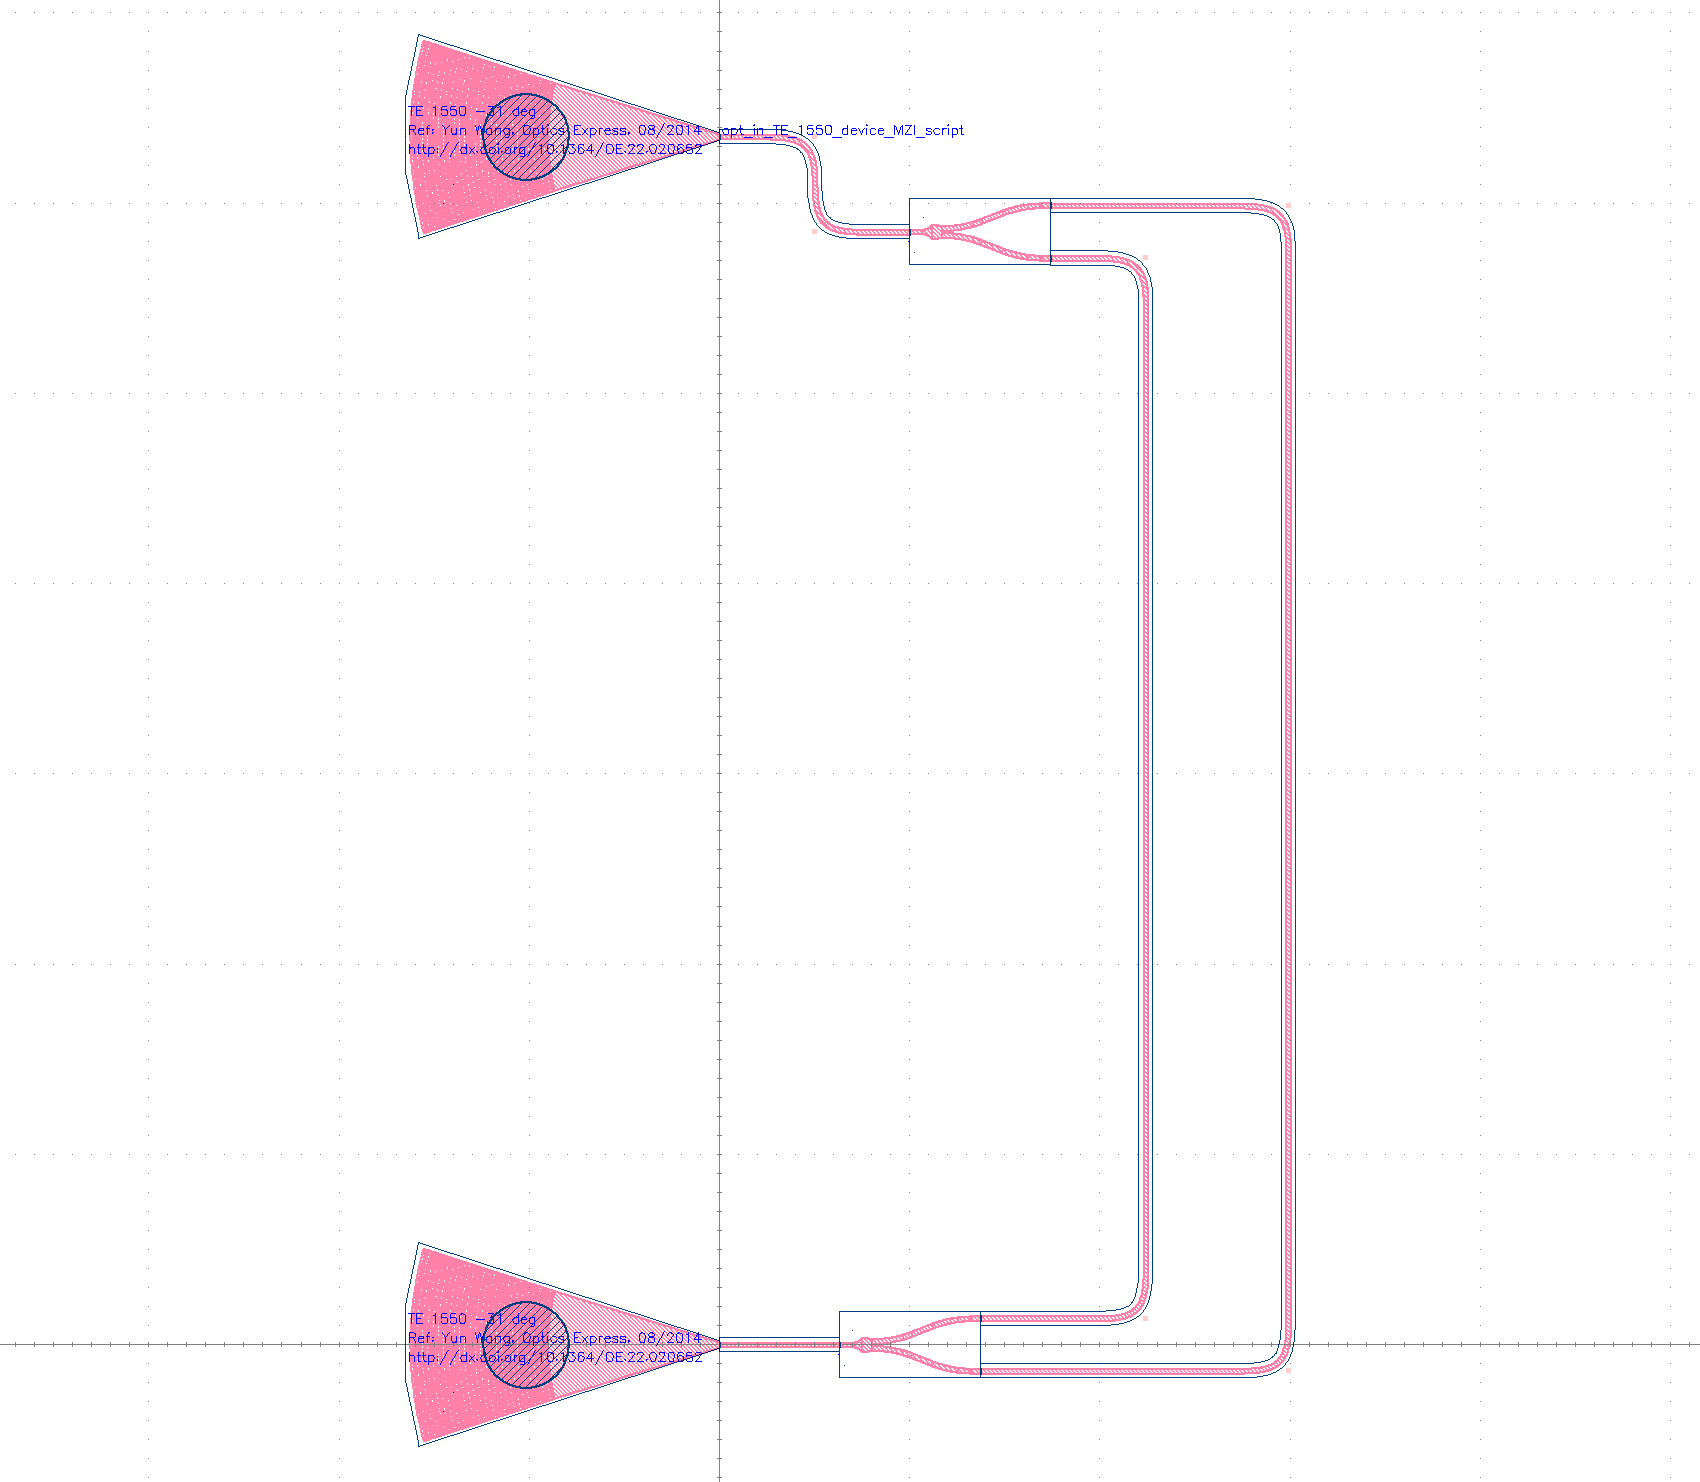 TE 1550 -31 deg
Ref: Yun Wang, Optics Express, 08/2014
opt_in_TE_1550_device_MZI_script
http://dx.doi.org/10.1364/OE.22.020652
TE 1550 -31 deg
Ref: Yun Wang, Optics Express, 08/2014
http://dx.doi.org/10.1364/OE.22.020652